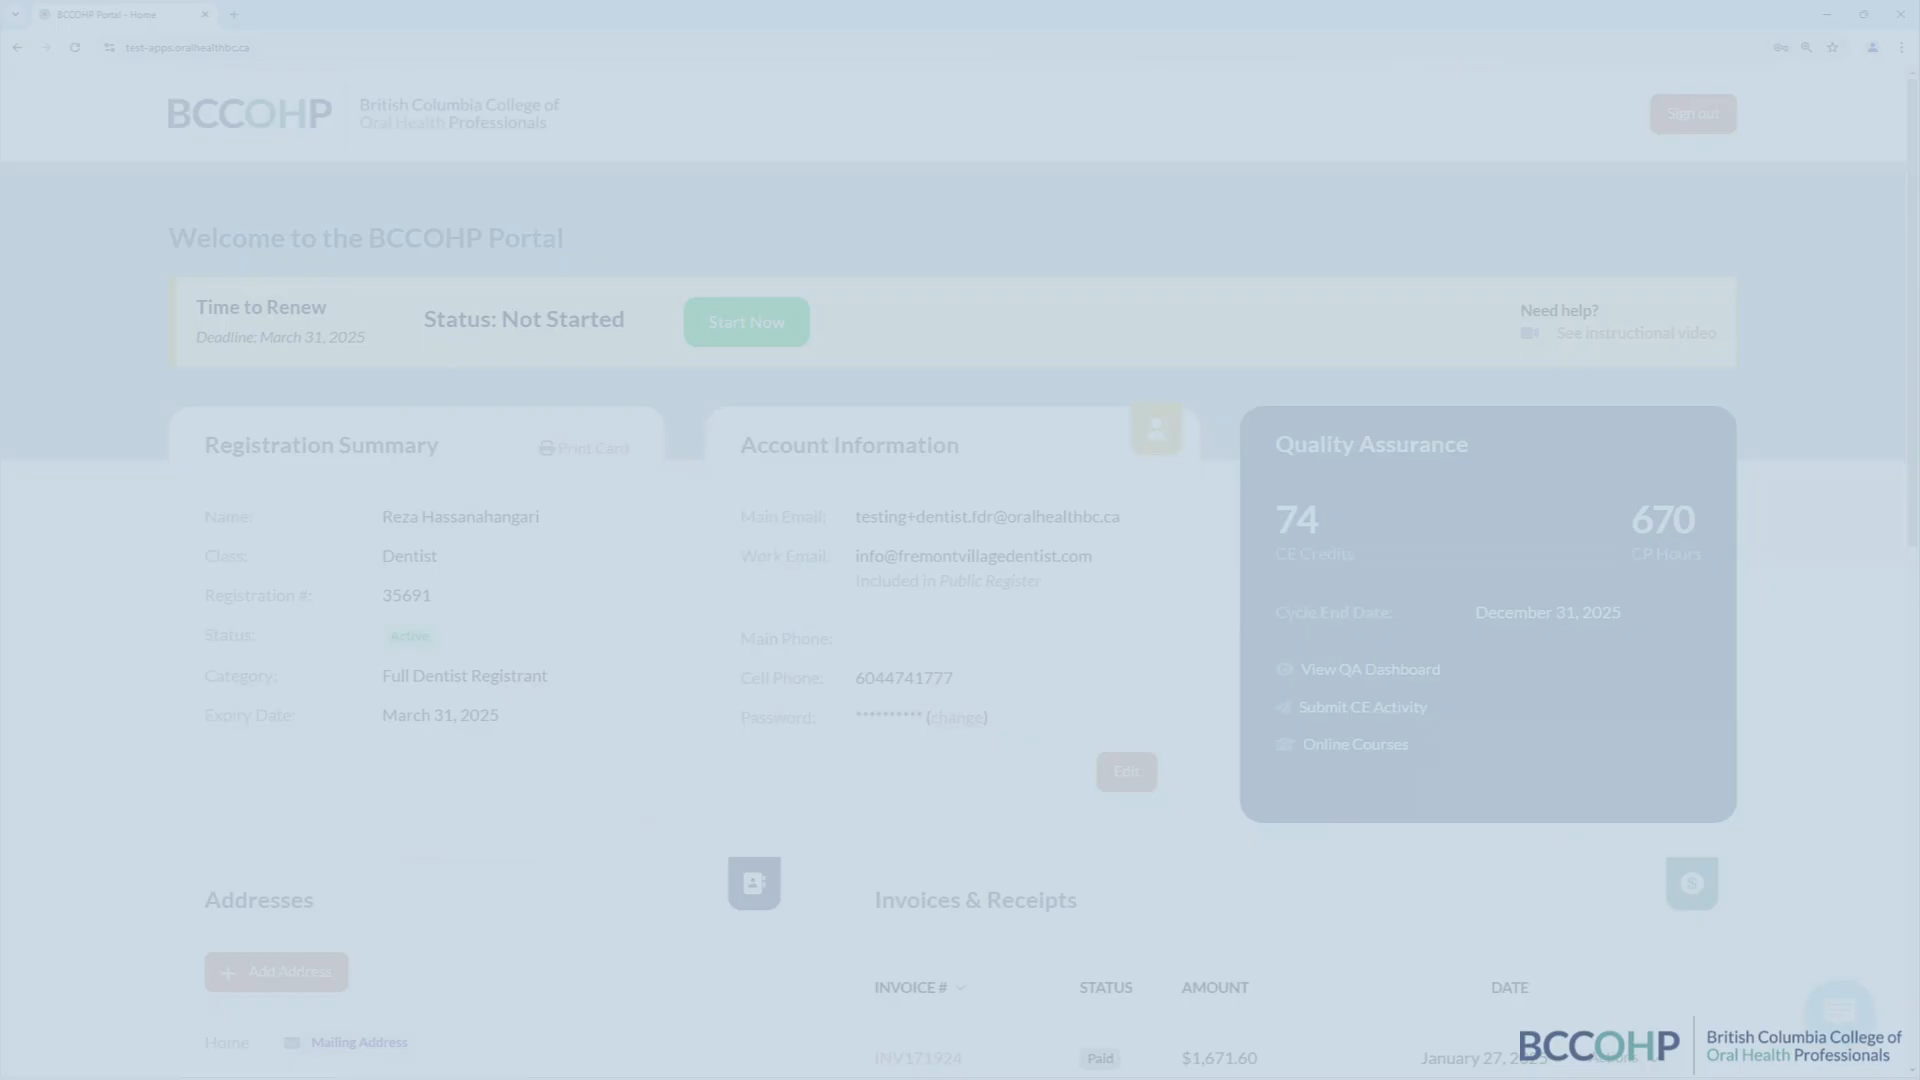 BCCOHP Portal - Home
test-apps.oralhealthbc.ca
BCCOHP
British Columbia College of
Oral Health Professionals
Sign out
Welcome to the BCCOHP Portal
Time to Renew
Deadline: March 31, 2025
Status: Not Started
Start Now
Need help?
See instructional video
Registration Summary
Print Card
Name: Reza Hassanahangari
Class: Dentist
Registration #: 35691
Status: Active
Category: Full Dentist Registrant
Expiry Date: March 31, 2025
Account Information
Main Email: testing+dentist.fdr@oralhealthbc.ca
Work Email: info@fremontvillagedentist.com
Included in Public Register
Main Phone:
Cell Phone: 6044741777
Password: ********** (change)
Edit
Quality Assurance
74 670
CE Credits CP Hours
Cycle End Date: December 31, 2025
View QA Dashboard
Submit CE Activity
Online Courses
Addresses
Add Address
Home Mailing Address
Invoices & Receipts
INVOICE # STATUS AMOUNT DATE
INV171924 Paid $1,671.60 January 27, 2025
BCCOHP
British Columbia College of
Oral Health Professionals